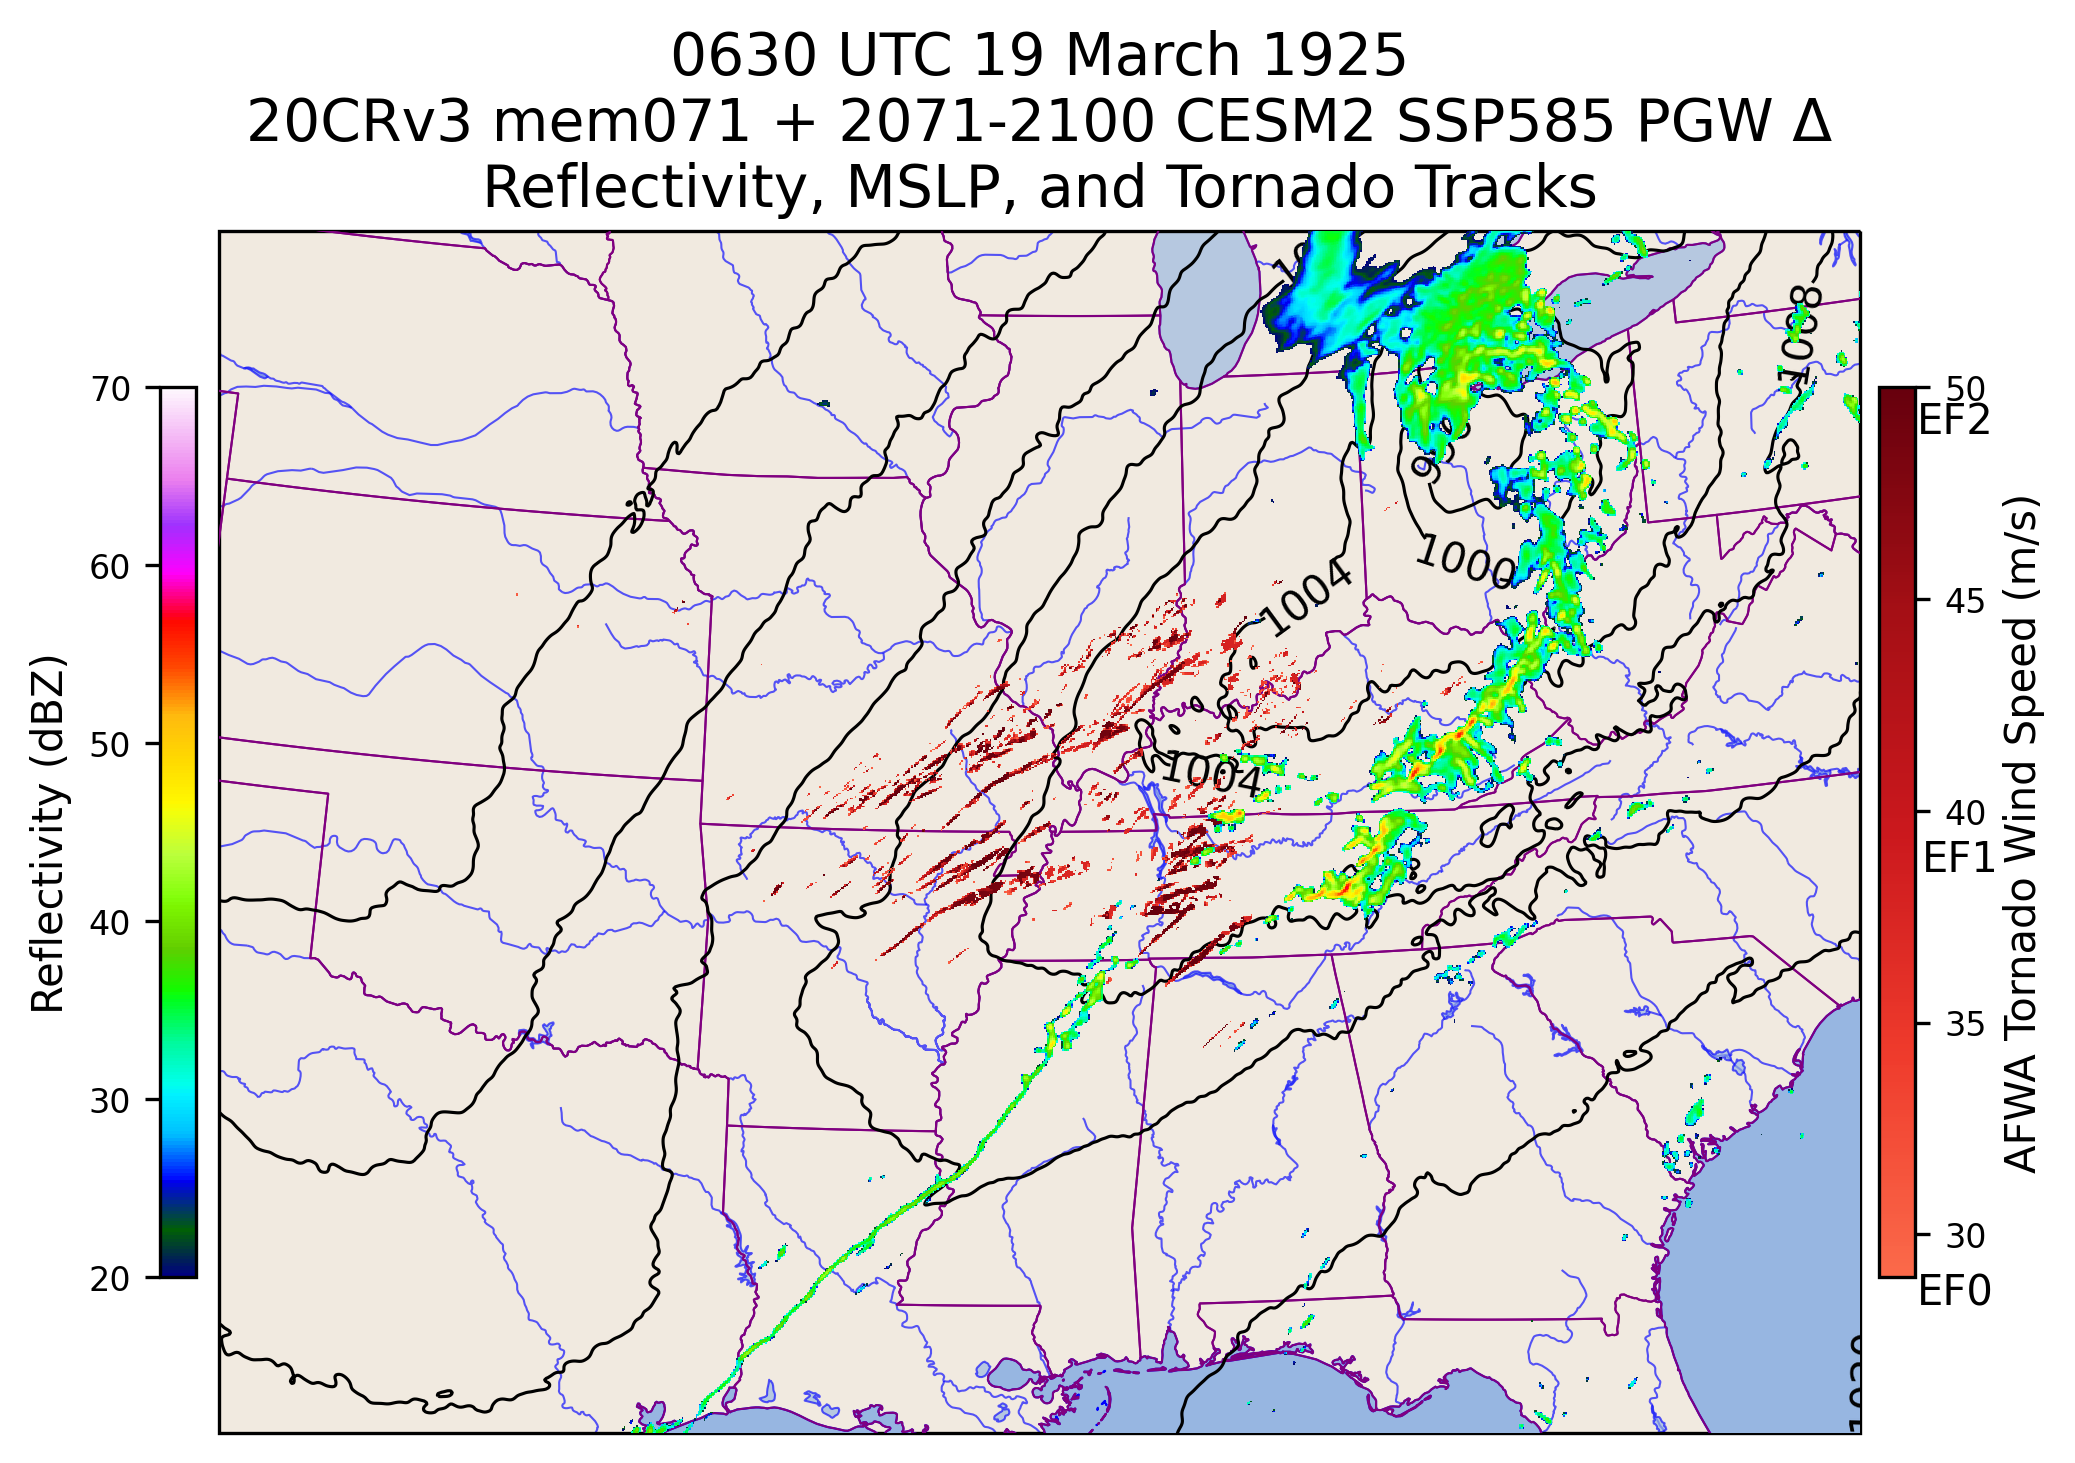 0630 UTC 19 March 1925
20CRv3 mem071 + 2071-2100 CESM2 SSP585 PGW Δ
Reflectivity, MSLP, and Tornado Tracks
Reflectivity (dBZ)
70
60
50
40
30
20
1008
1000
1004
1004
50
EF2
45
40
EF1
35
30
EF0
AFWA Tornado Wind Speed (m/s)